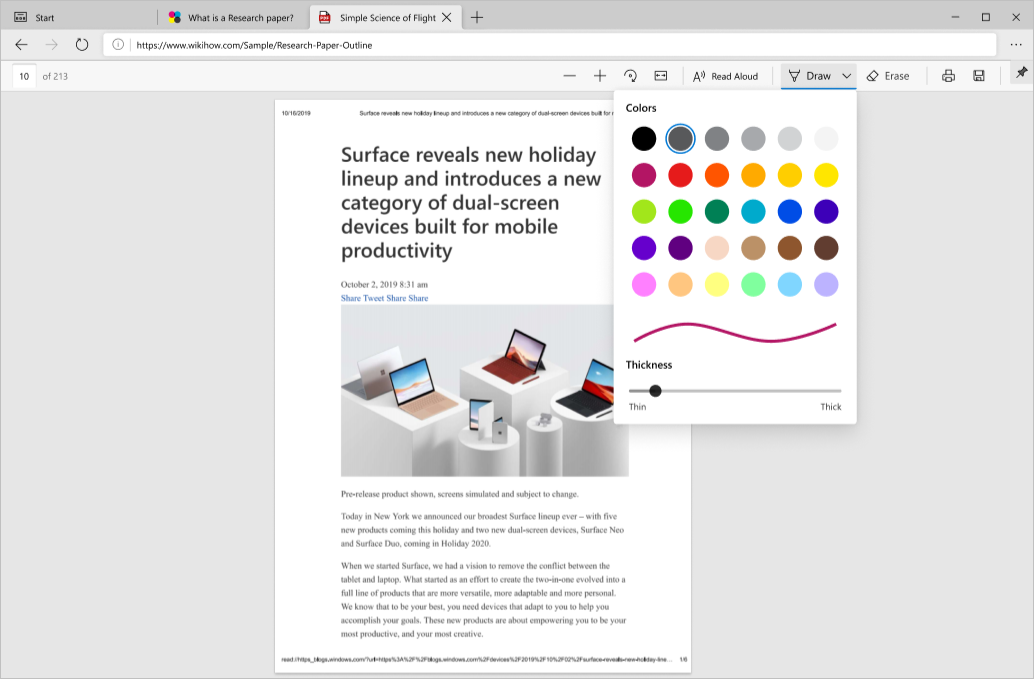 Start
What is a Research paper?
PDF
Simple Science of Flight
https://www.wikihow.com/Sample/Research-Paper-Outline
10 of 213
Read Aloud
Draw
Erase
Colors
Thickness
Thin
Thick
10/16/2019
Surface reveals new holiday lineup and introduces a new category of dual-screen devices built for
Surface reveals new holiday
lineup and introduces a new
category of dual-screen
devices built for mobile
productivity
October 2, 2019 8:31 am
Share Tweet Share Share
Pre-release product shown, screens simulated and subject to change.
Today in New York we announced our broadest Surface lineup ever – with five
new products coming this holiday and two new dual-screen devices, Surface Neo
and Surface Duo, coming in Holiday 2020.
When we started Surface, we had a vision to remove the conflict between the
tablet and laptop. What started as an effort to create the two-in-one evolved into a
full line of products that are more versatile, more adaptable and more personal.
We know that to be your best, you need devices that adapt to you to help you
accomplish your goals. These new products are about empowering you to be your
most productive, and your most creative.
read://https_blogs.windows.com/?url=https%3A%2F%2Fblogs.windows.com%2Fdevices%2F2019%2F10%2F02%2Fsurface-reveals-new-holiday-line... 1/6